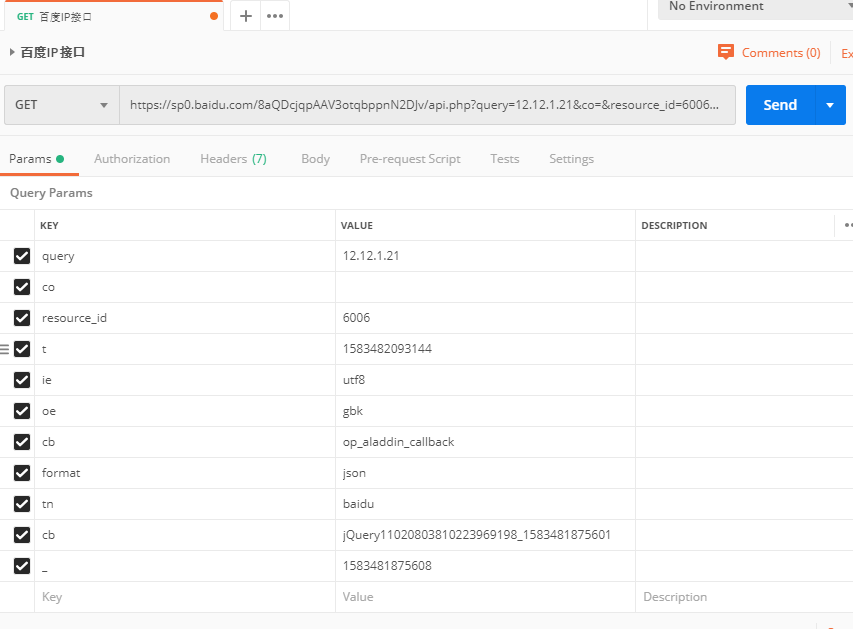 GET 百度IP接口
No Environment
百度IP接口
Comments (0)
Ex
GET https://sp0.baidu.com/8aQDcjqpAAV3otqbppnN2DJv/api.php?query=12.12.1.21&co=&resource_id=6006... Send
Params Authorization Headers (7) Body Pre-request Script Tests Settings
Query Params
KEY VALUE DESCRIPTION
query 12.12.1.21
co
resource_id 6006
t 1583482093144
ie utf8
oe gbk
cb op_aladdin_callback
format json
tn baidu
cb jQuery11020803810223969198_1583481875601
_ 1583481875608
Key Value Description